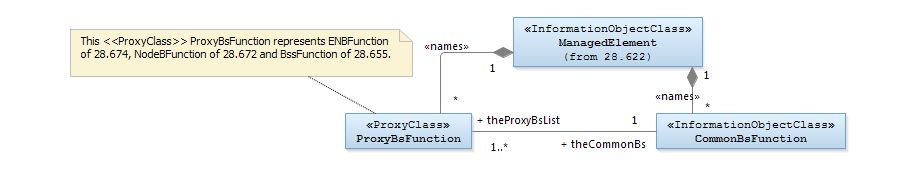 This <<ProxyClass>> ProxyBsFunction represents ENBFunction
of 28.674, NodeBFunction of 28.672 and BssFunction of 28.655.
«names»
«InformationObjectClass»
ManagedElement
(from 28.622)
1
1
«names»
*
*
«ProxyClass»
ProxyBsFunction
+ theProxyBsList
1
1..*
+ theCommonBs
«InformationObjectClass»
CommonBsFunction